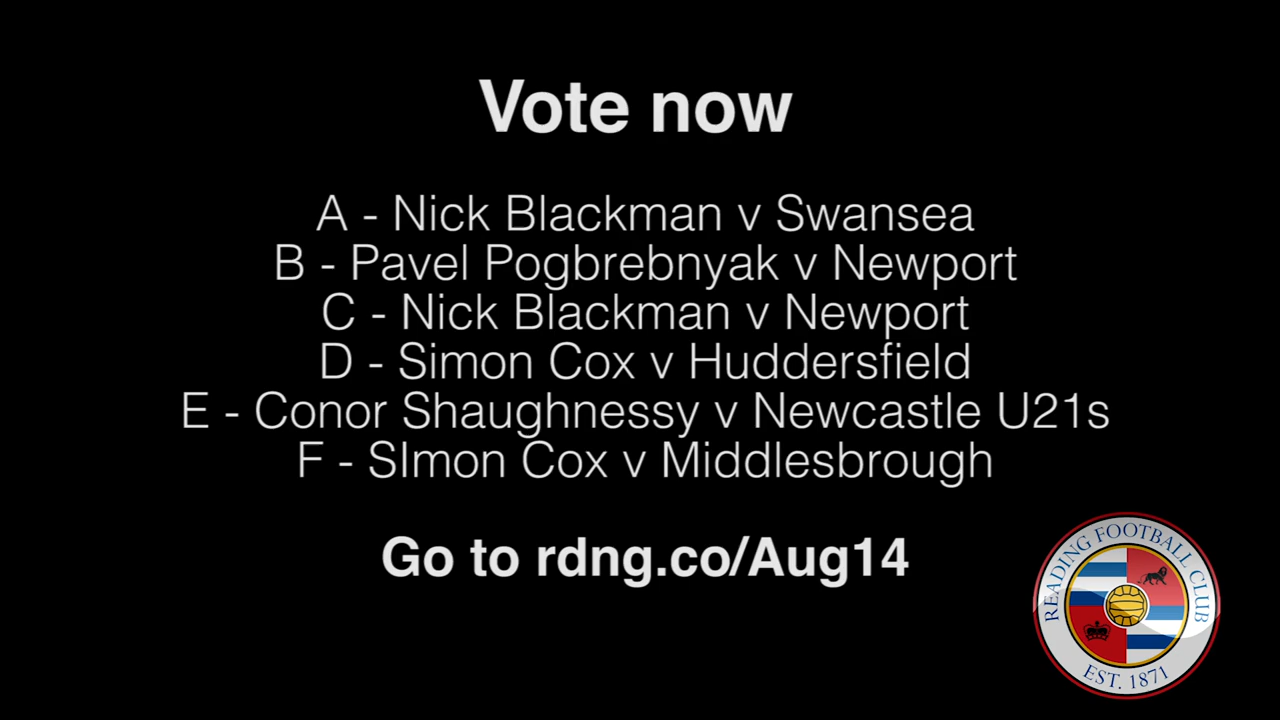 Vote now
A - Nick Blackman v Swansea
B - Pavel Pogbrebnyak v Newport
C - Nick Blackman v Newport
D - Simon Cox v Huddersfield
E - Conor Shaughnessy v Newcastle U21s
F - SImon Cox v Middlesbrough
Go to rdng.co/Aug14
READING FOOTBALL CLUB
EST. 1871